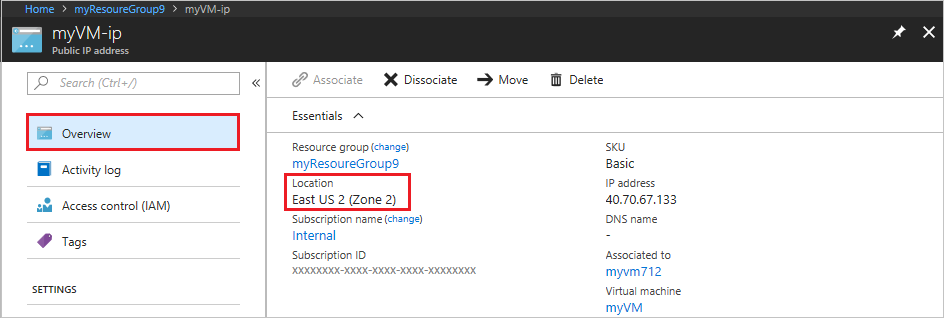 Home > myResoureGroup9 > myVM-ip
myVM-ip
Public IP address
Search (Ctrl+/)
Overview
Activity log
Access control (IAM)
Tags
SETTINGS
Associate Dissociate Move Delete
Essentials
Resource group (change)
myResoureGroup9
Location
East US 2 (Zone 2)
Subscription name (change)
Internal
Subscription ID
xxxxxxxx-xxxx-xxxx-xxxx-xxxxxxxx
SKU
Basic
IP address
40.70.67.133
DNS name
-
Associated to
myvm712
Virtual machine
myVM